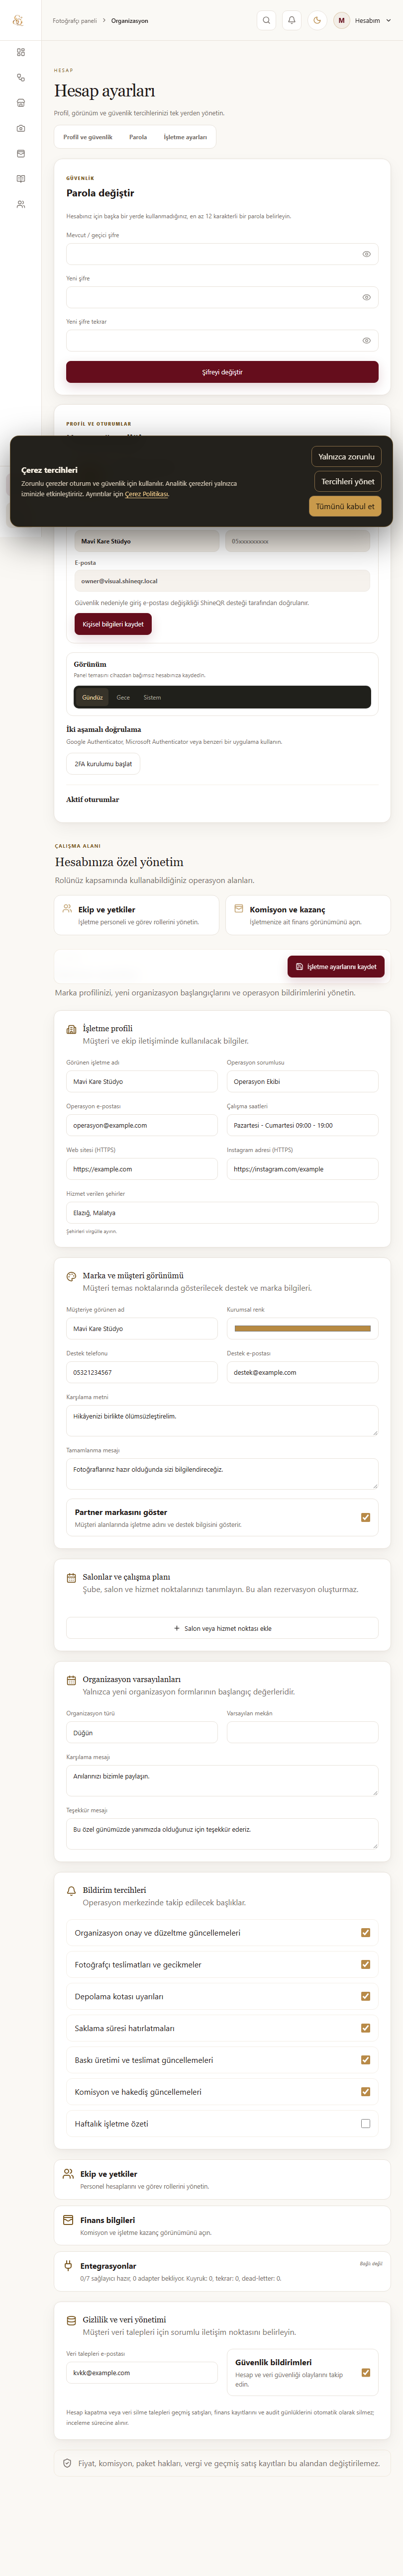 Fotoğrafçı paneli > Organizasyon
M Hesabım
HESAP
Hesap ayarları
Profil, görünüm ve güvenlik tercihlerinizi tek yerden yönetin.
Profil ve güvenlik Parola İşletme ayarları
GÜVENLİK
Parola değiştir
Hesabınız için başka bir yerde kullanmadığınız, en az 12 karakterli bir parola belirleyin.
Mevcut / geçici şifre
Yeni şifre
Yeni şifre tekrar
Şifreyi değiştir
PROFİL VE OTURUMLAR
Çerez tercihleri
Zorunlu çerezler oturum ve güvenlik için kullanılır. Analitik çerezleri yalnızca
izninizle etkinleştiririz. Ayrıntılar için Çerez Politikası.
Yalnızca zorunlu
Tercihleri yönet
Tümünü kabul et
Mavi Kare Stüdyo 05xxxxxxxxx
E-posta
owner@visual.shineqr.local
Güvenlik nedeniyle giriş e-postası değişikliği ShineQR desteği tarafından doğrulanır.
Kişisel bilgileri kaydet
Görünüm
Panel temasını cihazdan bağımsız hesabınıza kaydedin.
Gündüz Gece Sistem
İki aşamalı doğrulama
Google Authenticator, Microsoft Authenticator veya benzeri bir uygulama kullanın.
2FA kurulumu başlat
Aktif oturumlar
ÇALIŞMA ALANI
Hesabınıza özel yönetim
Rolünüz kapsamında kullanabildiğiniz operasyon alanları.
Ekip ve yetkiler
İşletme personeli ve görev rollerini yönetin.
Komisyon ve kazanç
İşletmenize ait finans görünümünü açın.
İşletme ayarlarını kaydet
Marka profilinizi, yeni organizasyon başlangıçlarını ve operasyon bildirimlerini yönetin.
İşletme profili
Müşteri ve ekip iletişiminde kullanılacak bilgiler.
Görünen işletme adı Operasyon sorumlusu
Mavi Kare Stüdyo Operasyon Ekibi
Operasyon e-postası Çalışma saatleri
operasyon@example.com Pazartesi - Cumartesi 09:00 - 19:00
Web sitesi (HTTPS) Instagram adresi (HTTPS)
https://example.com https://instagram.com/example
Hizmet verilen şehirler
Elazığ, Malatya
Şehirleri virgülle ayırın.
Marka ve müşteri görünümü
Müşteri temas noktalarında gösterilecek destek ve marka bilgileri.
Müşteriye görünen ad Kurumsal renk
Mavi Kare Stüdyo
Destek telefonu Destek e-postası
05321234567 destek@example.com
Karşılama metni
Hikâyenizi birlikte ölümsüzleştirelim.
Tamamlanma mesajı
Fotoğraflarınız hazır olduğunda sizi bilgilendireceğiz.
Partner markasını göster
Müşteri alanlarında işletme adını ve destek bilgisini gösterir.
Salonlar ve çalışma planı
Şube, salon ve hizmet noktalarınızı tanımlayın. Bu alan rezervasyon oluşturmaz.
+ Salon veya hizmet noktası ekle
Organizasyon varsayılanları
Yalnızca yeni organizasyon formlarının başlangıç değerleridir.
Organizasyon türü Varsayılan mekân
Düğün
Karşılama mesajı
Anılarınızı bizimle paylaşın.
Teşekkür mesajı
Bu özel günümüzde yanımızda olduğunuz için teşekkür ederiz.
Bildirim tercihleri
Operasyon merkezinde takip edilecek başlıklar.
Organizasyon onay ve düzeltme güncellemeleri
Fotoğrafçı teslimatları ve gecikmeler
Depolama kotası uyarıları
Saklama süresi hatırlatmaları
Baskı üretimi ve teslimat güncellemeleri
Komisyon ve hakediş güncellemeleri
Haftalık işletme özeti
Ekip ve yetkiler
Personel hesaplarını ve görev rollerini yönetin.
Finans bilgileri
Komisyon ve işletme kazanç görünümünü açın.
Entegrasyonlar Bağlı değil
0/7 sağlayıcı hazır, 0 adapter bekliyor. Kuyruk: 0, tekrar: 0, dead-letter: 0.
Gizlilik ve veri yönetimi
Müşteri veri talepleri için sorumlu iletişim noktasını belirleyin.
Veri talepleri e-postası
kvkk@example.com
Güvenlik bildirimleri
Hesap ve veri güvenliği olaylarını takip
edin.
Hesap kapatma veya veri silme talepleri geçmiş satışları, finans kayıtlarını ve audit günlüklerini otomatik olarak silmez;
inceleme sürecine alınır.
Fiyat, komisyon, paket hakları, vergi ve geçmiş satış kayıtları bu alandan değiştirilemez.